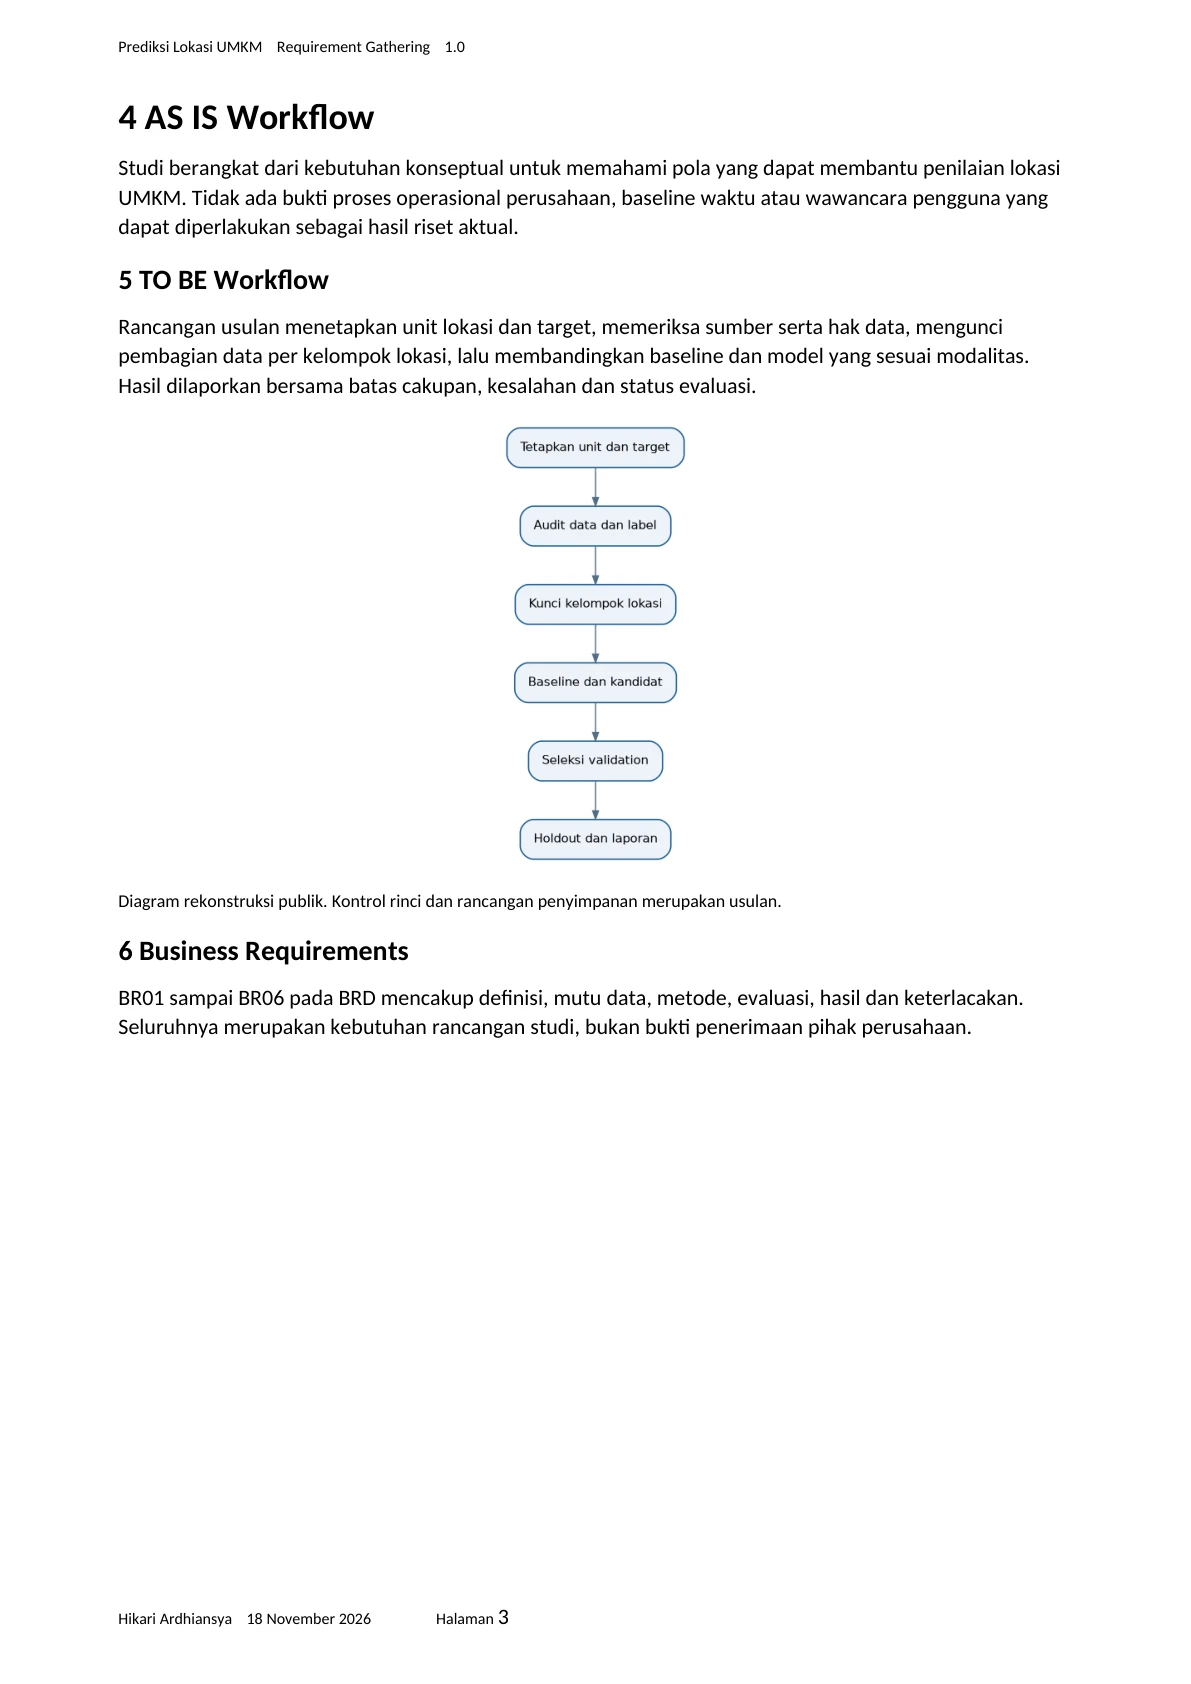 Prediksi Lokasi UMKM Requirement Gathering 1.0
4 AS IS Workflow
Studi berangkat dari kebutuhan konseptual untuk memahami pola yang dapat membantu penilaian lokasi
UMKM. Tidak ada bukti proses operasional perusahaan, baseline waktu atau wawancara pengguna yang
dapat diperlakukan sebagai hasil riset aktual.
5 TO BE Workflow
Rancangan usulan menetapkan unit lokasi dan target, memeriksa sumber serta hak data, mengunci
pembagian data per kelompok lokasi, lalu membandingkan baseline dan model yang sesuai modalitas.
Hasil dilaporkan bersama batas cakupan, kesalahan dan status evaluasi.
Tetapkan unit dan target
Audit data dan label
Kunci kelompok lokasi
Baseline dan kandidat
Seleksi validation
Holdout dan laporan
Diagram rekonstruksi publik. Kontrol rinci dan rancangan penyimpanan merupakan usulan.
6 Business Requirements
BR01 sampai BR06 pada BRD mencakup definisi, mutu data, metode, evaluasi, hasil dan keterlacakan.
Seluruhnya merupakan kebutuhan rancangan studi, bukan bukti penerimaan pihak perusahaan.
Hikari Ardhiansya 18 November 2026 Halaman 3